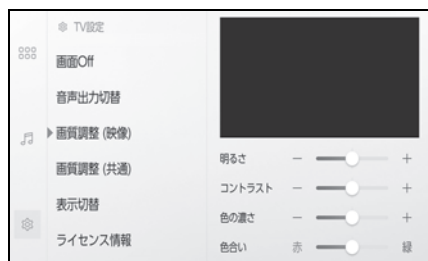 TV設定
画面Off
音声出力切替
画質調整 (映像)
画質調整 (共通)
表示切替
ライセンス情報
明るさ − +
コントラスト − +
色の濃さ − +
色合い 赤 緑